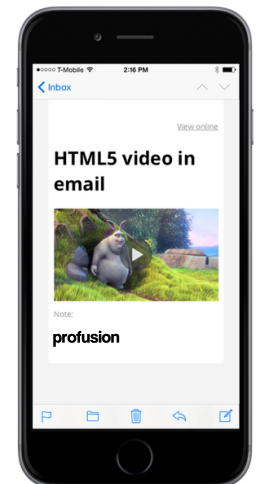 T-Mobile 2:16 PM
Inbox
View online
HTML5 video in
email
Note:
profusion